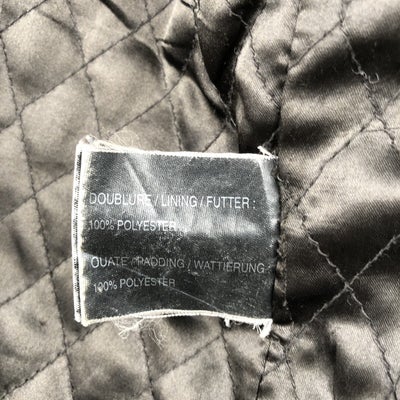 DOUBLURE / LINING / FUTTER :
100% POLYESTER
OUATE / PADDING / WATTIERUNG :
100% POLYESTER